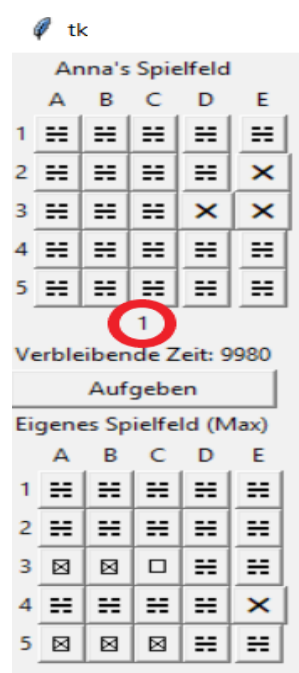 tk
Anna's Spielfeld
A B C D E
1 ☵ ☵ ☵ ☵ ☵
2 ☵ ☵ ☵ ☵ ✕
3 ☵ ☵ ☵ ✕ ✕
4 ☵ ☵ ☵ ☵ ☵
5 ☵ ☵ ☵ ☵ ☵
1
Verbleibende Zeit: 9980
Aufgeben
Eigenes Spielfeld (Max)
A B C D E
1 ☵ ☵ ☵ ☵ ☵
2 ☵ ☵ ☵ ☵ ☵
3 ☒ ☒ ☐ ☵ ☵
4 ☵ ☵ ☵ ☵ ✕
5 ☒ ☒ ☒ ☵ ☵